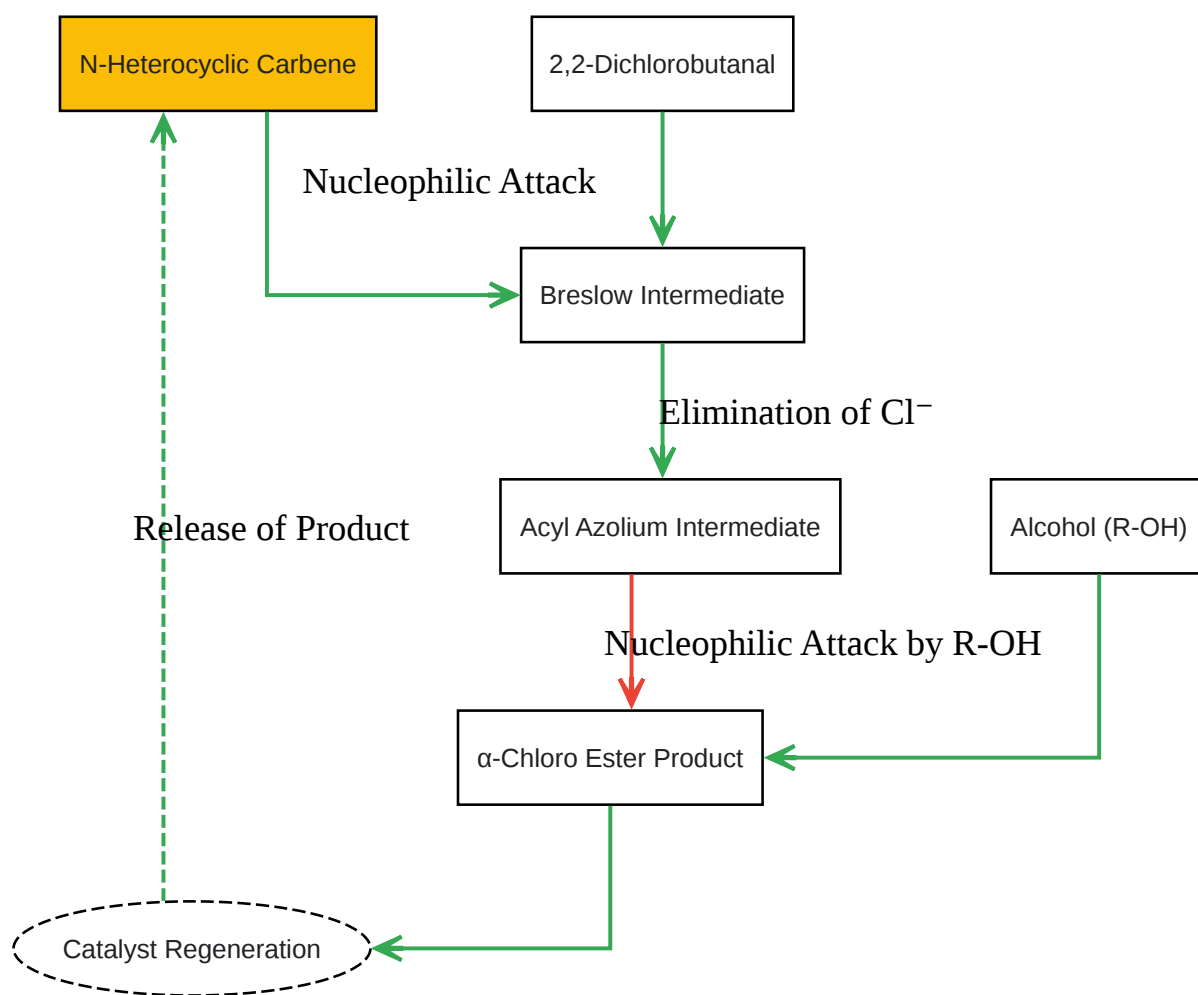 N-Heterocyclic Carbene
2,2-Dichlorobutanal
Nucleophilic Attack
Breslow Intermediate
Elimination of Cl⁻
Acyl Azolium Intermediate
Alcohol (R-OH)
Release of Product
Nucleophilic Attack by R-OH
α-Chloro Ester Product
Catalyst Regeneration